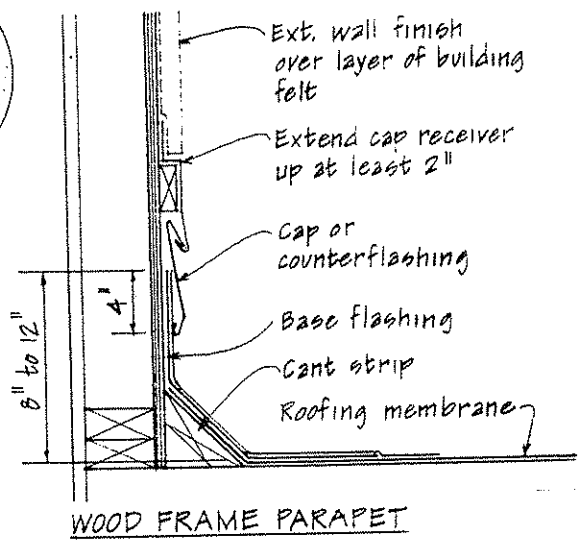 Ext. wall finish
over layer of building
felt
Extend cap receiver
up at least 2"
Cap or
counterflashing
4"
8" to 12"
Base flashing
Cant strip
Roofing membrane
WOOD FRAME PARAPET